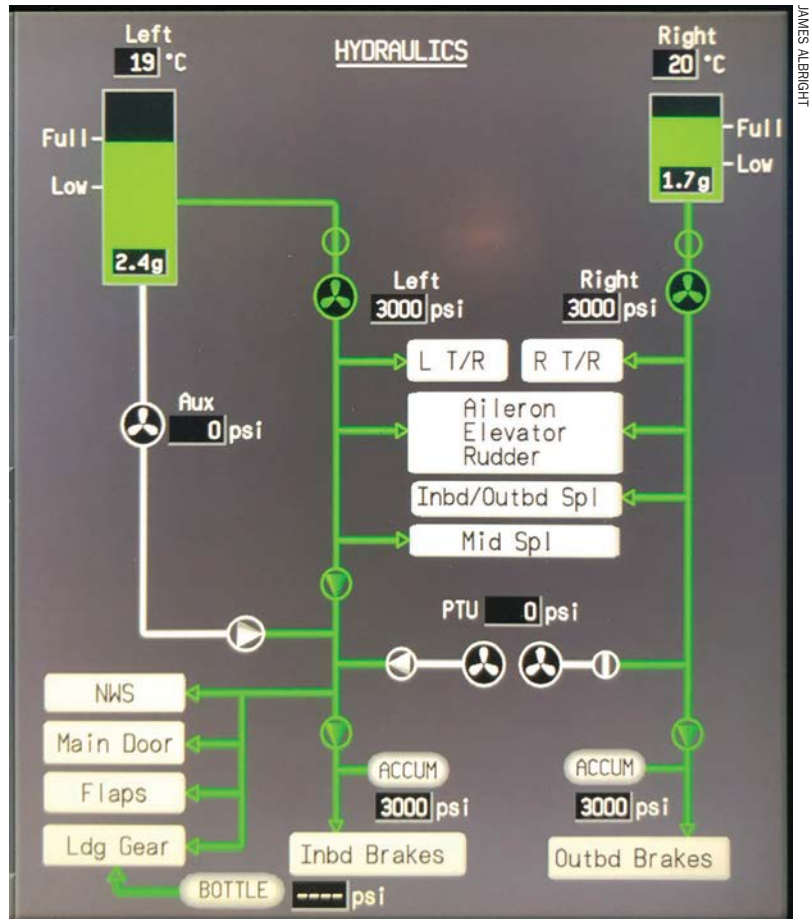 JAMES ALBRIGHT
HYDRAULICS
Left
19 °C
Right
20 °C
Full
Low
2.4g
Full
Low
1.7g
Left
3000 psi
Right
3000 psi
L T/R
R T/R
Aux
0 psi
Aileron
Elevator
Rudder
Inbd/Outbd Spl
Mid Spl
PTU 0 psi
NWS
Main Door
Flaps
Ldg Gear
ACCUM
3000 psi
ACCUM
3000 psi
Inbd Brakes
Outbd Brakes
BOTTLE ---- psi